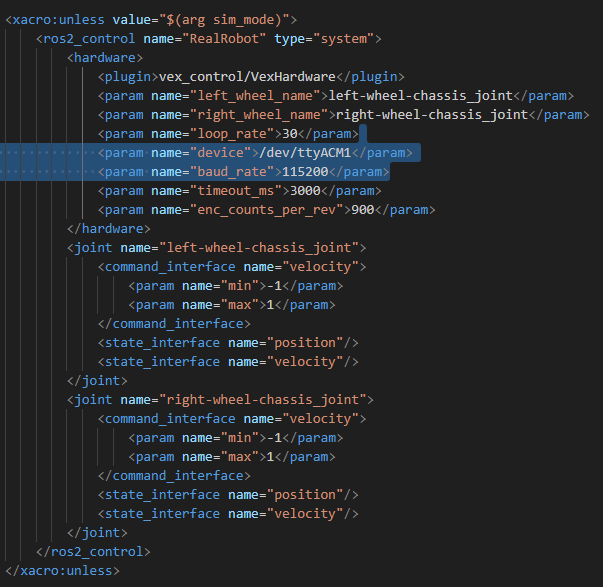 <xacro:unless value="$(arg sim_mode)">
<ros2_control name="RealRobot" type="system">
<hardware>
<plugin>vex_control/VexHardware</plugin>
<param name="left_wheel_name">left-wheel-chassis_joint</param>
<param name="right_wheel_name">right-wheel-chassis_joint</param>
<param name="loop_rate">30</param>
<param name="device">/dev/ttyACM1</param>
<param name="baud_rate">115200</param>
<param name="timeout_ms">3000</param>
<param name="enc_counts_per_rev">900</param>
</hardware>
<joint name="left-wheel-chassis_joint">
<command_interface name="velocity">
<param name="min">-1</param>
<param name="max">1</param>
</command_interface>
<state_interface name="position"/>
<state_interface name="velocity"/>
</joint>
<joint name="right-wheel-chassis_joint">
<command_interface name="velocity">
<param name="min">-1</param>
<param name="max">1</param>
</command_interface>
<state_interface name="position"/>
<state_interface name="velocity"/>
</joint>
</ros2_control>
</xacro:unless>